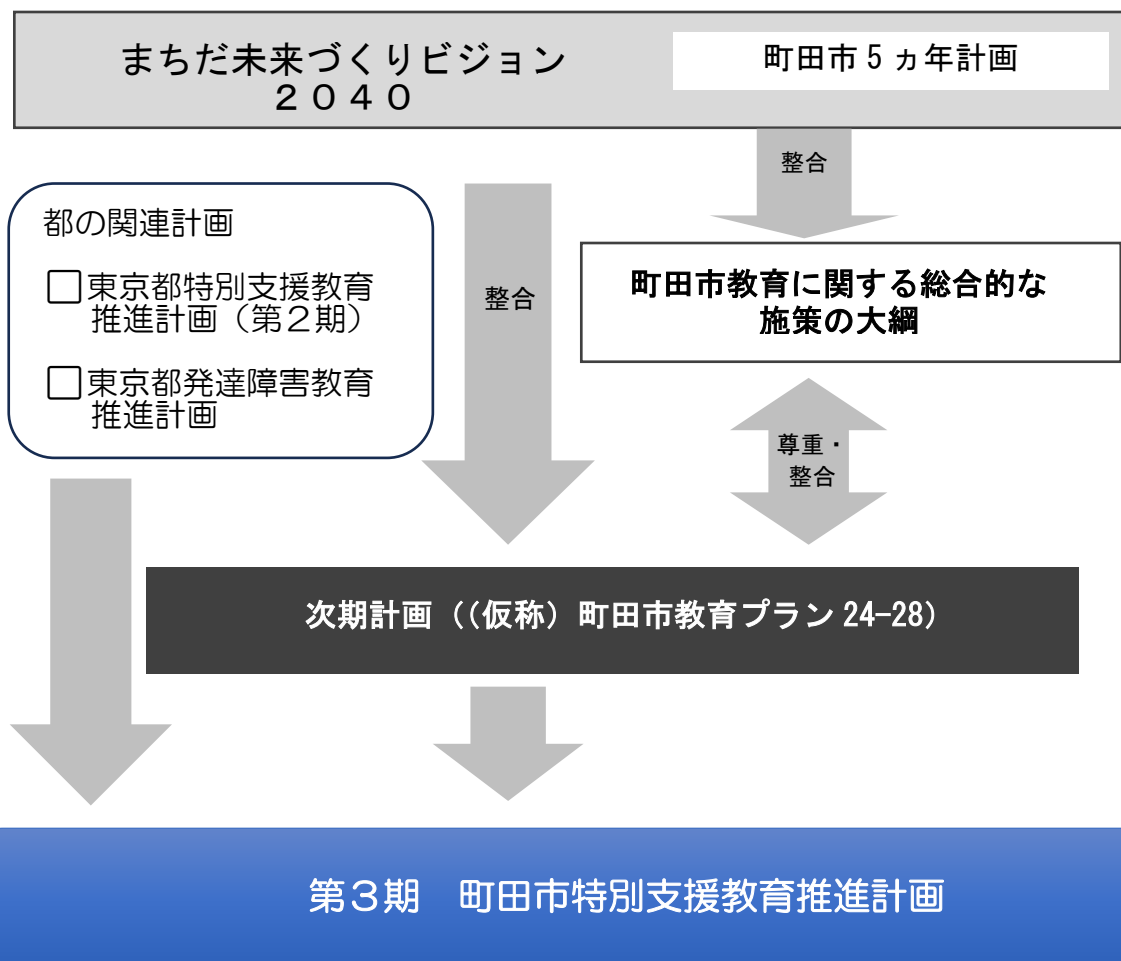 まちだ未来づくりビジョン
２０４０
町田市５ヵ年計画
整合
都の関連計画
□東京都特別支援教育
推進計画（第２期）
□東京都発達障害教育
推進計画
整合
町田市教育に関する総合的な
施策の大綱
尊重・
整合
次期計画（（仮称）町田市教育プラン 24−28）
第３期　町田市特別支援教育推進計画